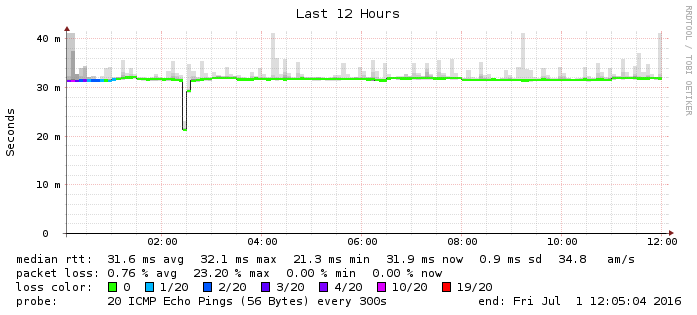 Last 12 Hours
RRDTOOL / TOBI OETIKER
Seconds
40 m
30 m
20 m
10 m
0
02:00 04:00 06:00 08:00 10:00 12:00
median rtt: 31.6 ms avg 32.1 ms max 21.3 ms min 31.9 ms now 0.9 ms sd 34.8 am/s
packet loss: 0.76 % avg 23.20 % max 0.00 % min 0.00 % now
loss color: 0 1/20 2/20 3/20 4/20 10/20 19/20
probe: 20 ICMP Echo Pings (56 Bytes) every 300s end: Fri Jul 1 12:05:04 2016